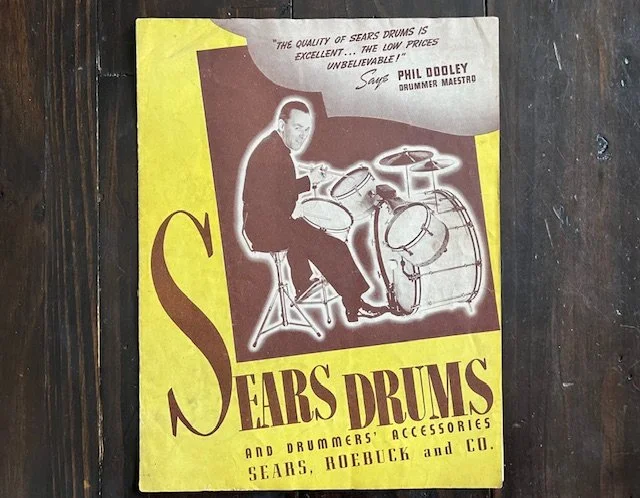 "THE QUALITY OF SEARS DRUMS IS
EXCELLENT... THE LOW PRICES
UNBELIEVABLE!"
Says PHIL DOOLEY
DRUMMER MAESTRO
SEARS DRUMS
AND DRUMMERS' ACCESSORIES
SEARS, ROEBUCK and CO.